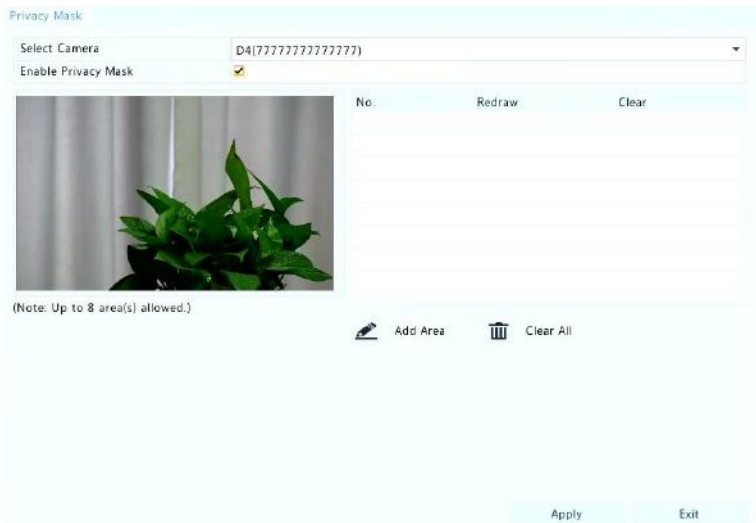 Privacy Mask
Select Camera D4(77777777777777)
Enable Privacy Mask
No. Redraw Clear
(Note: Up to 8 area(s) allowed.)
Add Area Clear All
Apply Exit